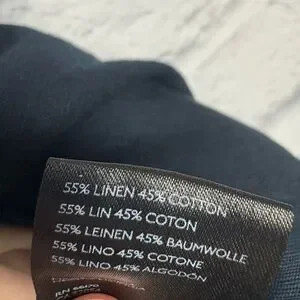 55% LINEN 45% COTTON
55% LIN 45% COTON
55% LEINEN 45% BAUMWOLLE
55% LINO 45% COTONE
55% LINO 45% ALGODÓN
RN